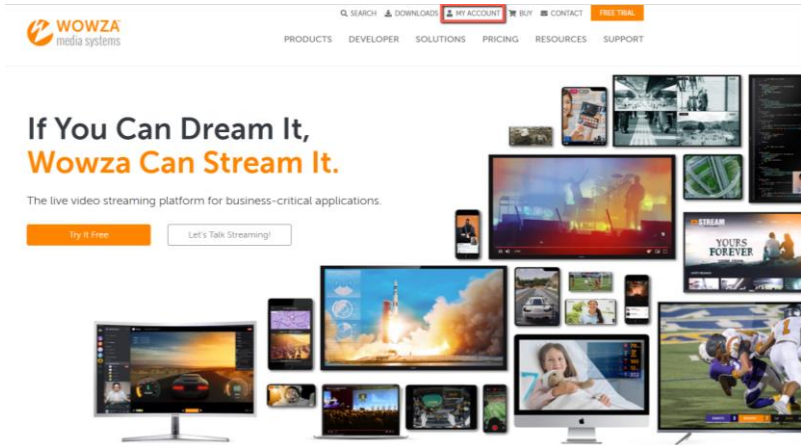 SEARCH DOWNLOADS MY ACCOUNT BUY CONTACT FREE TRIAL
WOWZA
media systems
PRODUCTS DEVELOPER SOLUTIONS PRICING RESOURCES SUPPORT
If You Can Dream It,
Wowza Can Stream It.
The live video streaming platform for business-critical applications.
Try It Free
Let's Talk Streaming!
STREAM
YOURS
FOREVER